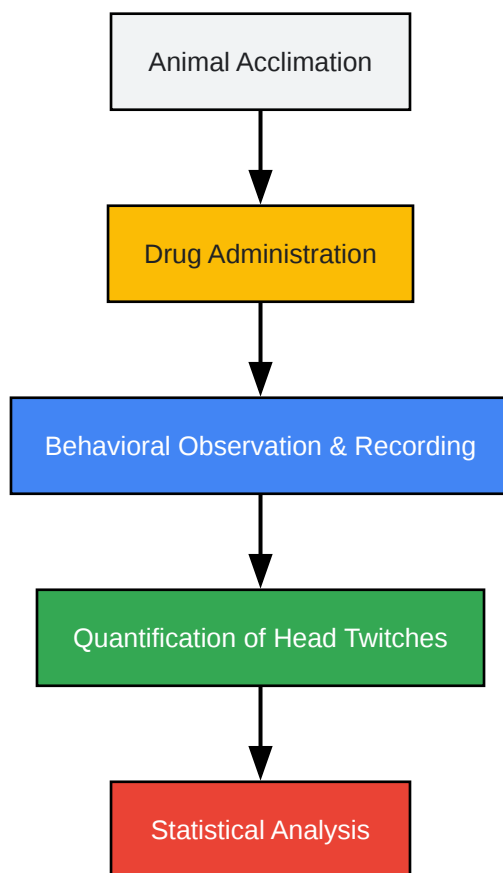 Animal Acclimation
Drug Administration
Behavioral Observation & Recording
Quantification of Head Twitches
Statistical Analysis